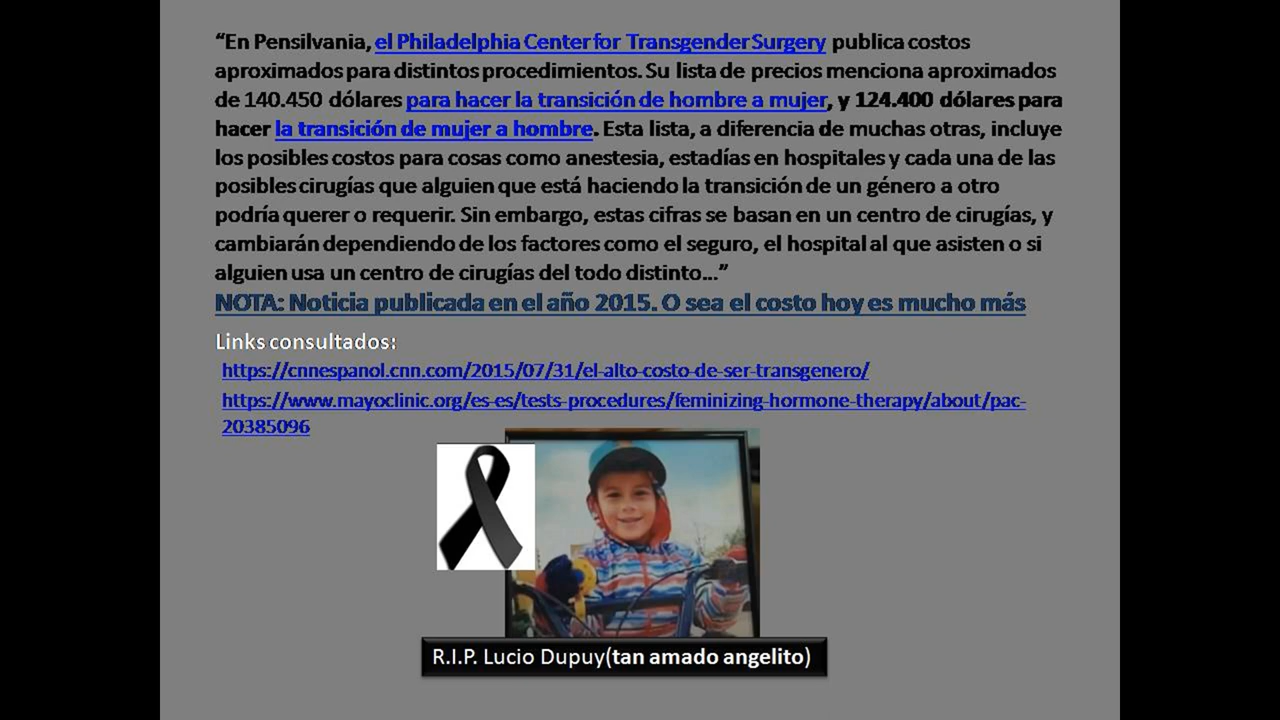 “En Pensilvania, el Philadelphia Center for Transgender Surgery publica costos
aproximados para distintos procedimientos. Su lista de precios menciona aproximados
de 140.450 dólares para hacer la transición de hombre a mujer, y 124.400 dólares para
hacer la transición de mujer a hombre. Esta lista, a diferencia de muchas otras, incluye
los posibles costos para cosas como anestesia, estadías en hospitales y cada una de las
posibles cirugías que alguien que está haciendo la transición de un género a otro
podría querer o requerir. Sin embargo, estas cifras se basan en un centro de cirugías, y
cambiarán dependiendo de los factores como el seguro, el hospital al que asisten o si
alguien usa un centro de cirugías del todo distinto...”
NOTA: Noticia publicada en el año 2015. O sea el costo hoy es mucho más
Links consultados:
https://cnnespanol.cnn.com/2015/07/31/el-alto-costo-de-ser-transgenero/
https://www.mayoclinic.org/es-es/tests-procedures/feminizing-hormone-therapy/about/pac-
20385096
R.I.P. Lucio Dupuy(tan amado angelito)